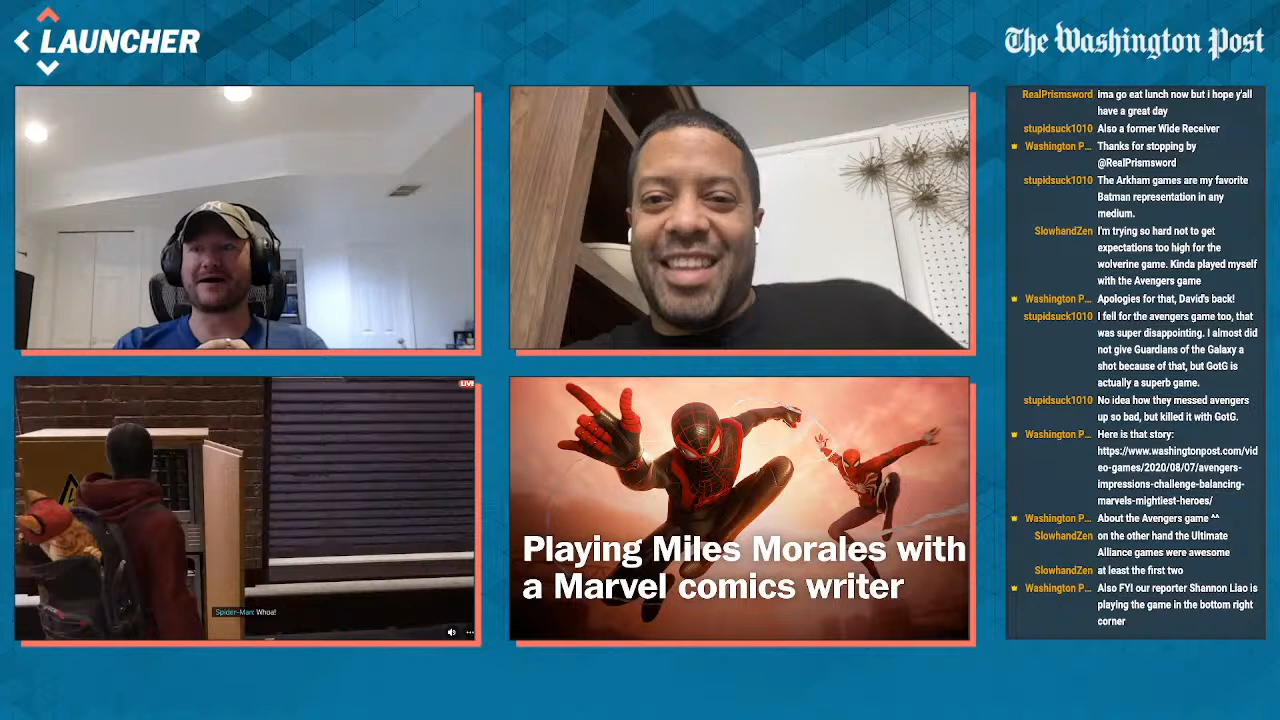 LAUNCHER
The Washington Post
RealPrismsword ima go eat lunch now but i hope y'all
have a great day
stupidsuck1010 Also a former Wide Receiver
Washington P... Thanks for stopping by
@RealPrismsword
stupidsuck1010 The Arkham games are my favorite
Batman representation in any
medium.
SlowhandZen I'm trying so hard not to get
expectations too high for the
wolverine game. Kinda played myself
with the Avengers game
Washington P... Apologies for that, David's back!
stupidsuck1010 I fell for the avengers game too, that
was super disappointing. I almost did
not give Guardians of the Galaxy a
shot because of that, but GotG is
actually a superb game.
stupidsuck1010 No idea how they messed avengers
up so bad, but killed it with GotG.
Washington P... Here is that story:
https://www.washingtonpost.com/vid
eo-games/2020/08/07/avengers-
impressions-challenge-balancing-
marvels-mightiest-heroes/
Washington P... About the Avengers game ^^
SlowhandZen on the other hand the Ultimate
Alliance games were awesome
SlowhandZen at least the first two
Washington P... Also FYI our reporter Shannon Liao is
playing the game in the bottom right
corner
LIVE
Spider-Man: Whoa!
Playing Miles Morales with
a Marvel comics writer